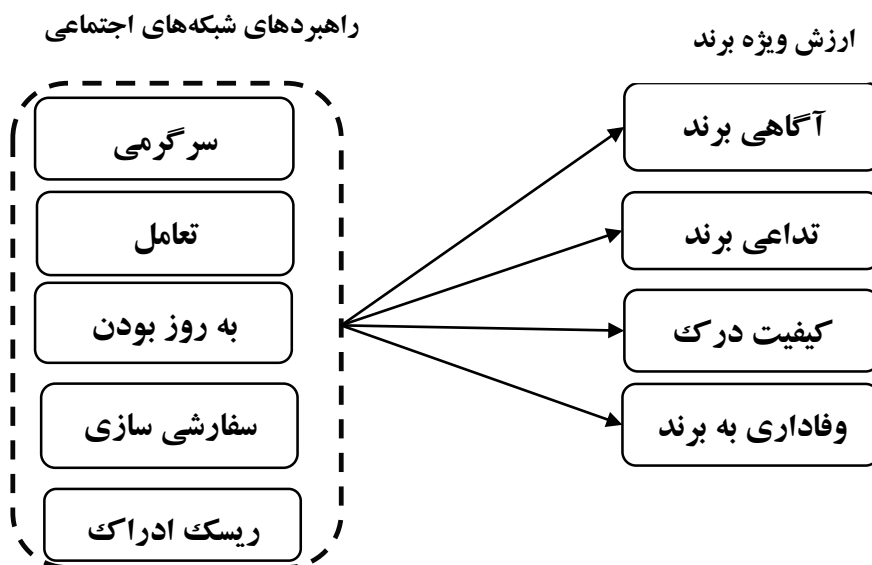 راهبردهای شبکه‌های اجتماعی
ارزش ویژه برند
سرگرمی
تعامل
به روز بودن
سفارشی سازی
ریسک ادراک
آگاهی برند
تداعی برند
کیفیت درک
وفاداری به برند